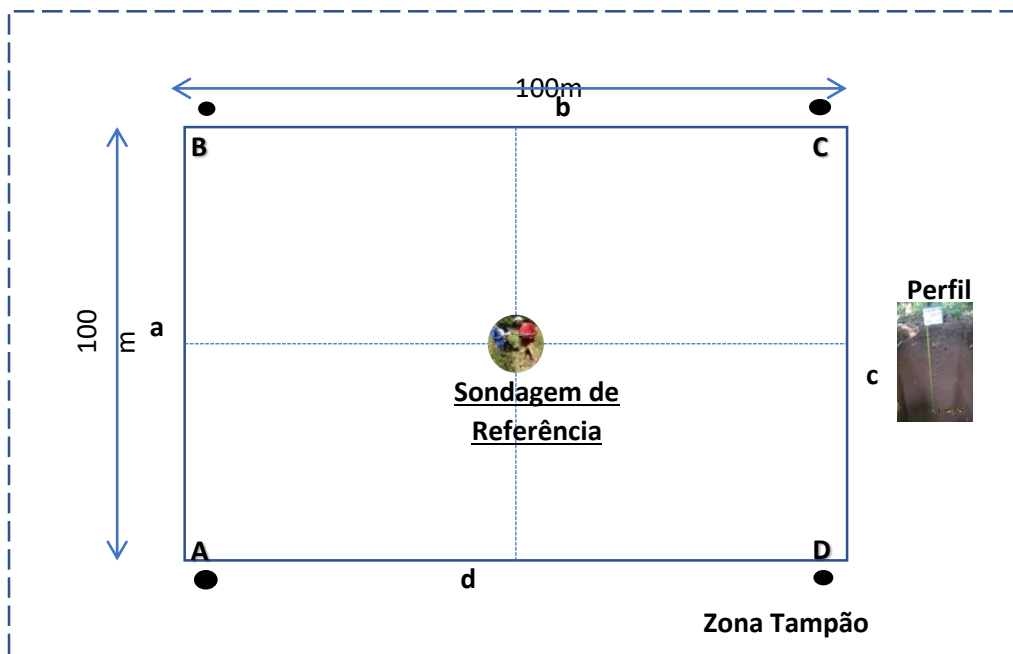 100m
b
B
C
Perfil
100
m
a
c
Sondagem de
Referência
A
D
d
Zona Tampão